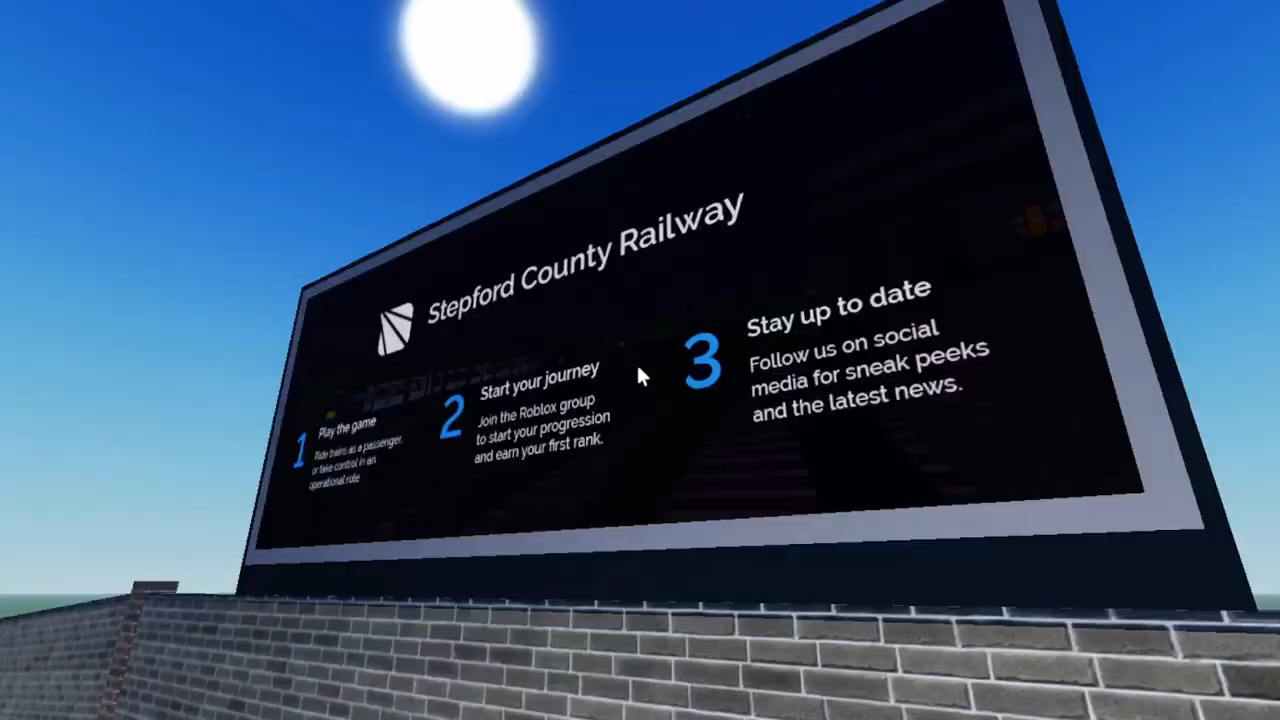 Stepford County Railway
1
Play the game
Ride trains as a passenger,
or take control in an
operational role
2
Start your journey
Join the Roblox group
to start your progression
and earn your first rank.
3
Stay up to date
Follow us on social
media for sneak peeks
and the latest news.